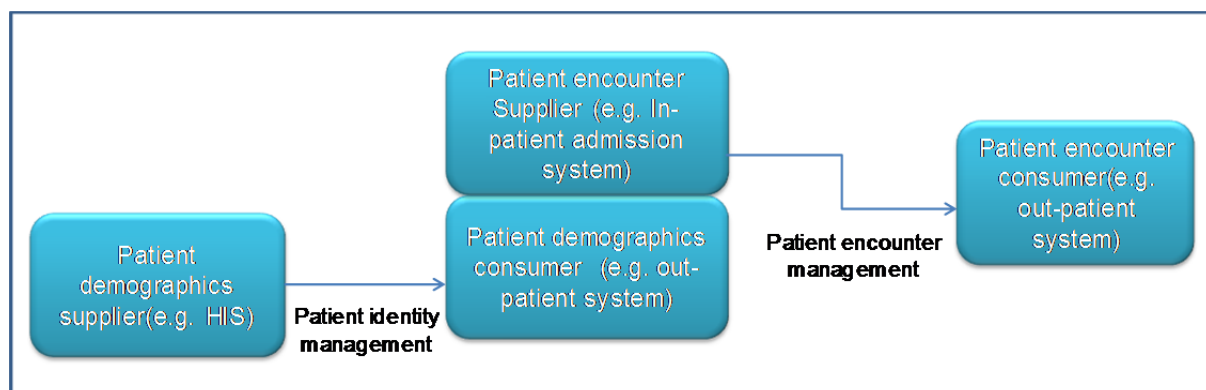 Patient encounter
Supplier (e.g. In-
patient admission
system)
Patient encounter
consumer(e.g.
out-patient
system)
Patient demographics
consumer (e.g. out-
patient system)
Patient
demographics
supplier(e.g. HIS)
Patient encounter
management
Patient identity
management